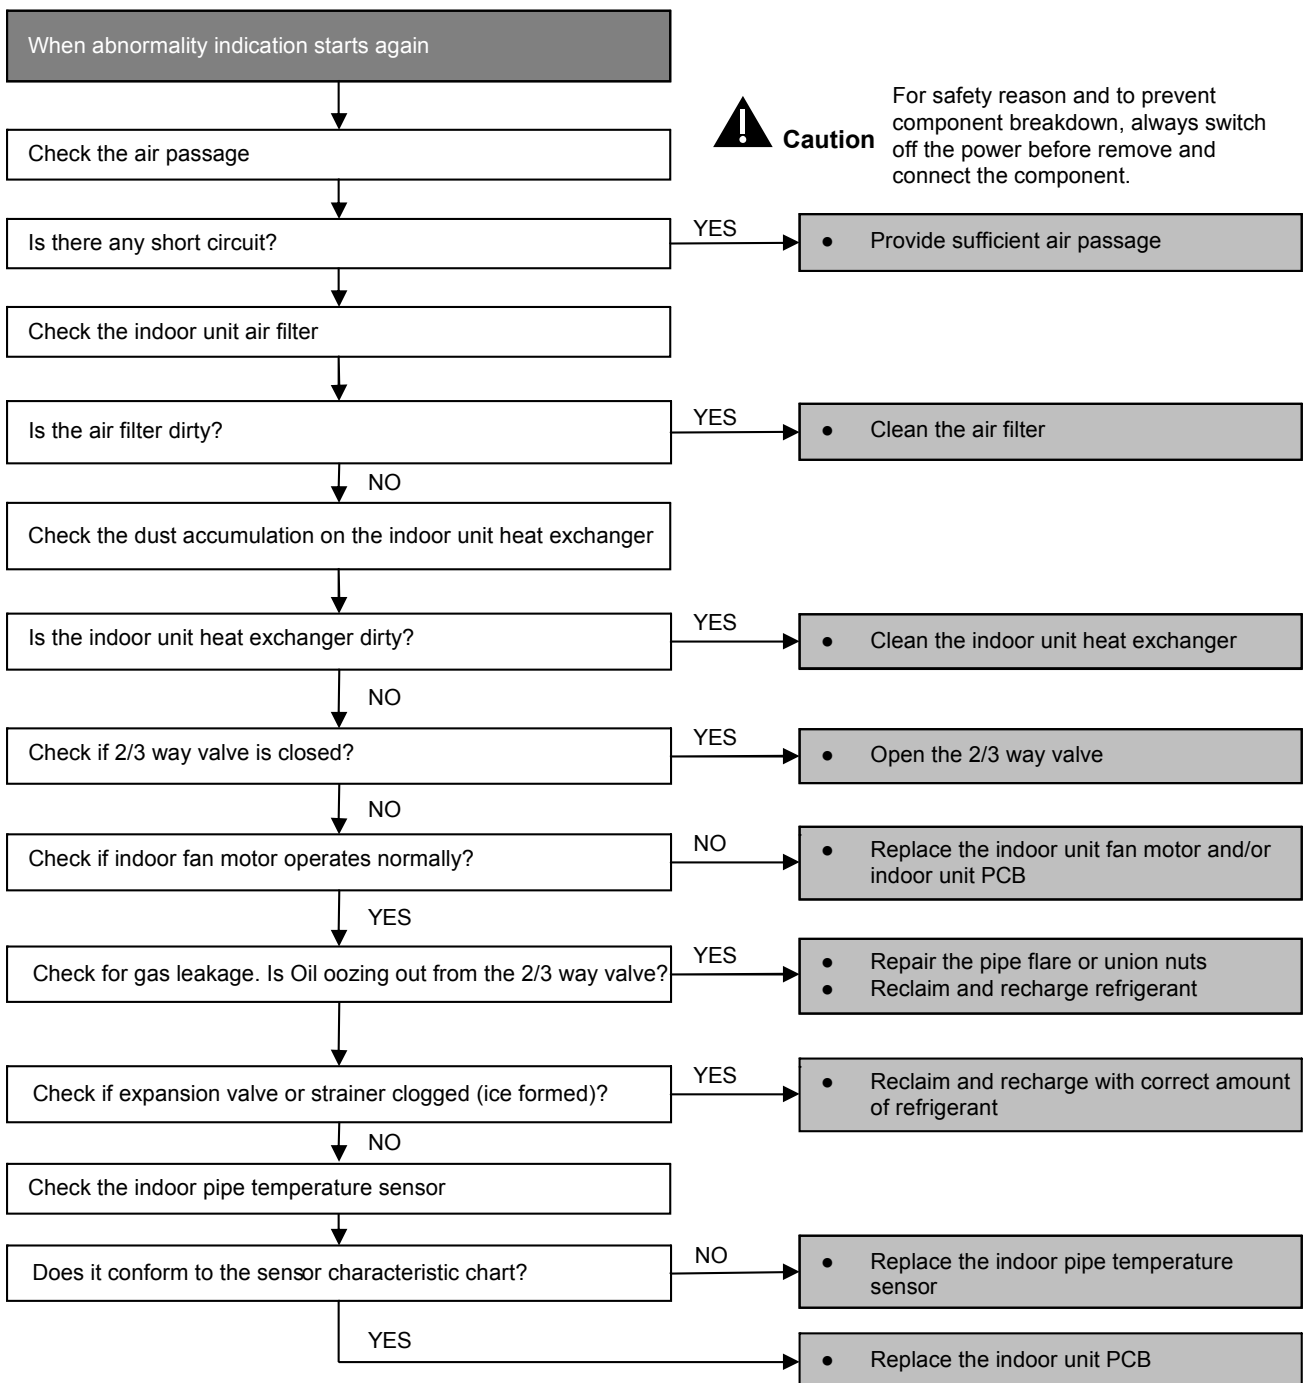 When abnormality indication starts again
Caution
For safety reason and to prevent
component breakdown, always switch
off the power before remove and
connect the component.
Check the air passage
Is there any short circuit?
YES
● Provide sufficient air passage
Check the indoor unit air filter
Is the air filter dirty?
YES
● Clean the air filter
NO
Check the dust accumulation on the indoor unit heat exchanger
Is the indoor unit heat exchanger dirty?
YES
● Clean the indoor unit heat exchanger
NO
Check if 2/3 way valve is closed?
YES
● Open the 2/3 way valve
NO
Check if indoor fan motor operates normally?
NO
● Replace the indoor unit fan motor and/or
indoor unit PCB
YES
Check for gas leakage. Is Oil oozing out from the 2/3 way valve?
YES
● Repair the pipe flare or union nuts
● Reclaim and recharge refrigerant
Check if expansion valve or strainer clogged (ice formed)?
YES
● Reclaim and recharge with correct amount
of refrigerant
NO
Check the indoor pipe temperature sensor
Does it conform to the sensor characteristic chart?
NO
● Replace the indoor pipe temperature
sensor
YES
● Replace the indoor unit PCB